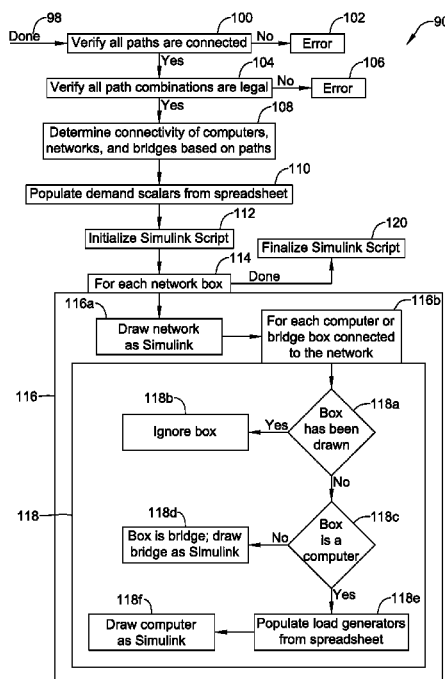 98
Done
100
Verify all paths are connected
No
102
Error
90
Yes
104
Verify all path combinations are legal
No
106
Error
Yes
108
Determine connectivity of computers,
networks, and bridges based on paths
110
Populate demand scalars from spreadsheet
112
Initialize Simulink Script
120
Finalize Simulink Script
114
For each network box
Done
116a
Draw network
as Simulink
116b
For each computer or
bridge box connected
to the network
116
118b
Ignore box
Yes
118a
Box
has been
drawn
No
118
118d
Box is bridge; draw
bridge as Simulink
No
118c
Box
is a
computer
Yes
118e
Populate load generators
from spreadsheet
118f
Draw computer
as Simulink